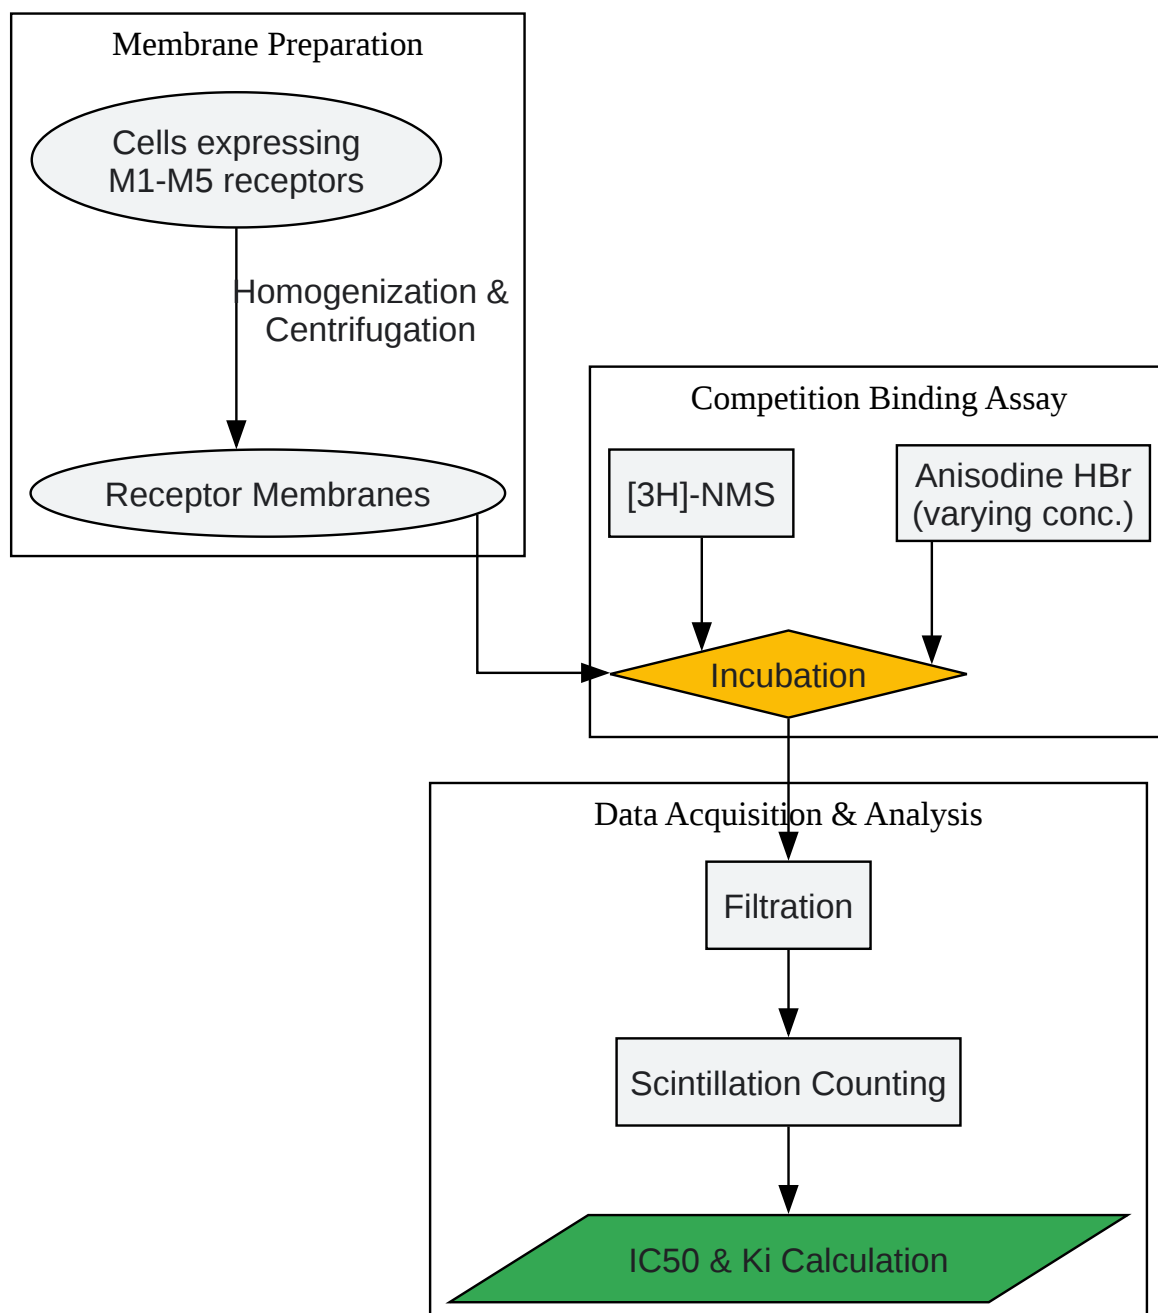 Membrane Preparation
Cells expressing
M1-M5 receptors
Homogenization &
Centrifugation
Receptor Membranes
Competition Binding Assay
[3H]-NMS
Anisodine HBr
(varying conc.)
Incubation
Data Acquisition & Analysis
Filtration
Scintillation Counting
IC50 & Ki Calculation